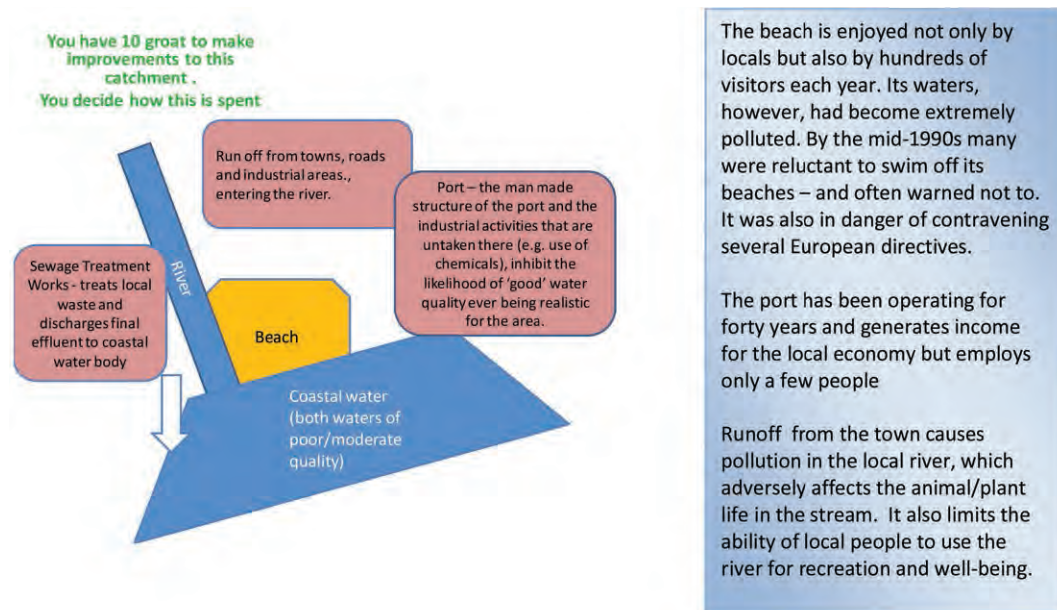 You have 10 groat to make
improvements to this
catchment .
You decide how this is spent
Run off from towns, roads
and industrial areas.,
entering the river.
Port – the man made
structure of the port and the
industrial activities that are
untaken there (e.g. use of
chemicals), inhibit the
likelihood of ‘good’ water
quality ever being realistic
for the area.
Sewage Treatment
Works - treats local
waste and
discharges final
effluent to coastal
water body
River
Beach
Coastal water
(both waters of
poor/moderate
quality)
The beach is enjoyed not only by
locals but also by hundreds of
visitors each year. Its waters,
however, had become extremely
polluted. By the mid-1990s many
were reluctant to swim off its
beaches – and often warned not to.
It was also in danger of contravening
several European directives.
The port has been operating for
forty years and generates income
for the local economy but employs
only a few people
Runoff from the town causes
pollution in the local river, which
adversely affects the animal/plant
life in the stream. It also limits the
ability of local people to use the
river for recreation and well-being.